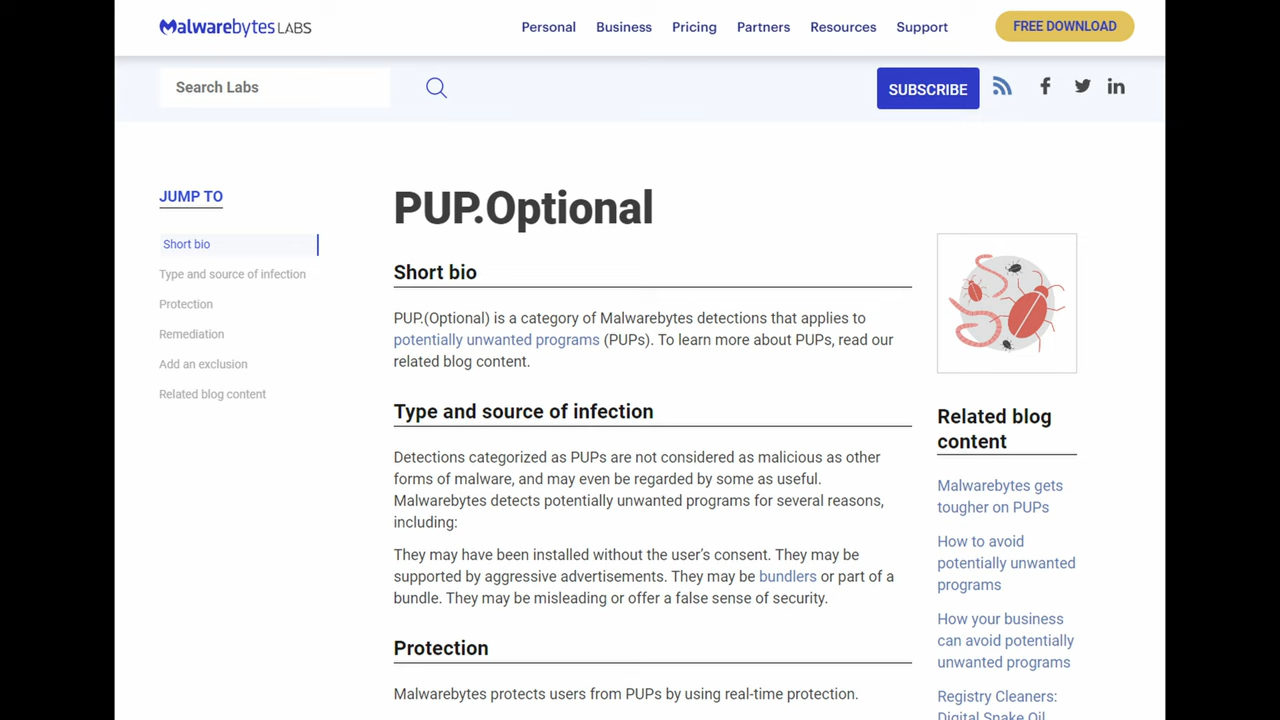 Malwarebytes LABS
Personal
Business
Pricing
Partners
Resources
Support
FREE DOWNLOAD
Search Labs
SUBSCRIBE
JUMP TO
Short bio
Type and source of infection
Protection
Remediation
Add an exclusion
Related blog content
PUP.Optional
Short bio
PUP.(Optional) is a category of Malwarebytes detections that applies to
potentially unwanted programs (PUPs). To learn more about PUPs, read our
related blog content.
Type and source of infection
Detections categorized as PUPs are not considered as malicious as other
forms of malware, and may even be regarded by some as useful.
Malwarebytes detects potentially unwanted programs for several reasons,
including:
They may have been installed without the user's consent. They may be
supported by aggressive advertisements. They may be bundlers or part of a
bundle. They may be misleading or offer a false sense of security.
Protection
Malwarebytes protects users from PUPs by using real-time protection.
Related blog
content
Malwarebytes gets
tougher on PUPs
How to avoid
potentially unwanted
programs
How your business
can avoid potentially
unwanted programs
Registry Cleaners:
Digital Snake Oil